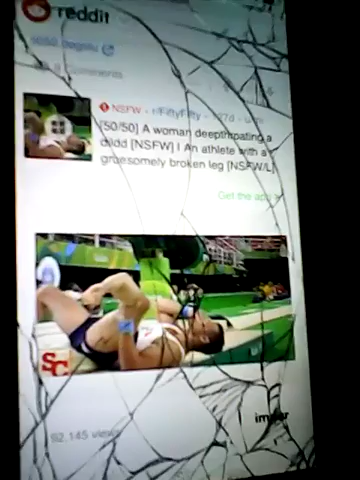 reddit
Comments
NSFW • r/FiftyFifty • 127d •
[50/50] A woman deepthroating a
dildo [NSFW] | An athlete with a
gruesomely broken leg [NSFW/L]
Get the app
SC
imgur
92,145 views